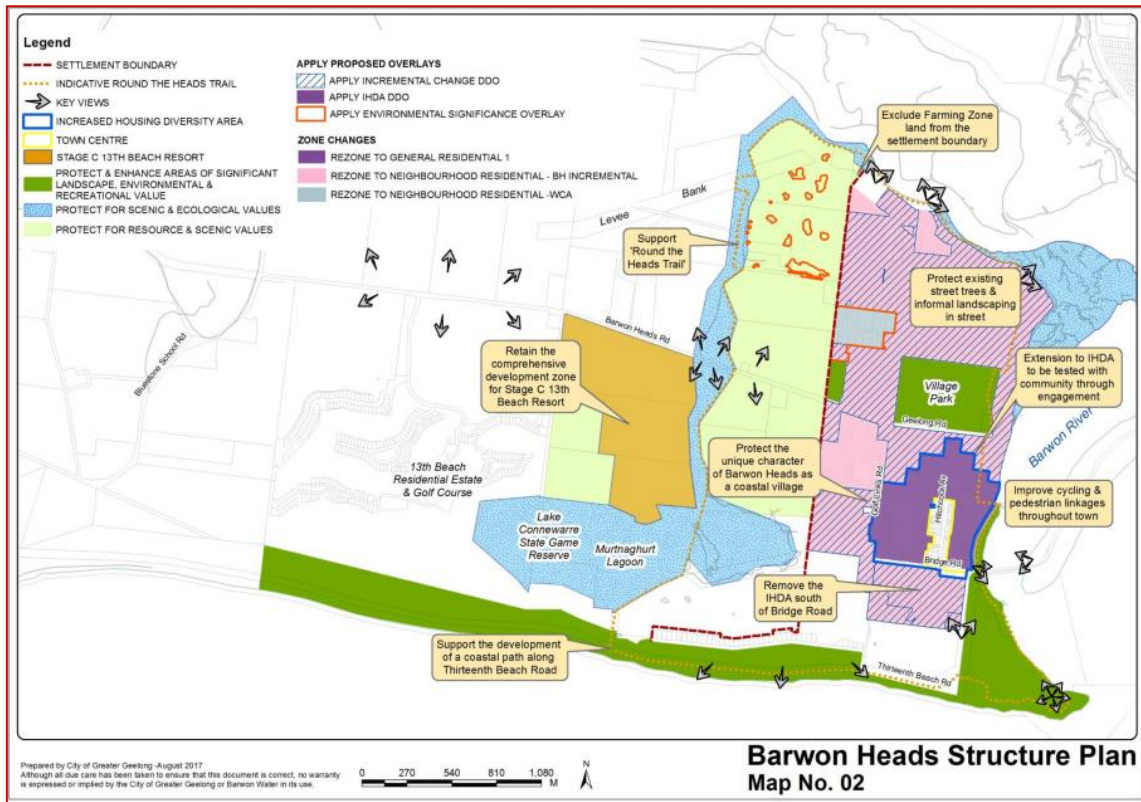 Legend
SETTLEMENT BOUNDARY
INDICATIVE ROUND THE HEADS TRAIL
KEY VIEWS
INCREASED HOUSING DIVERSITY AREA
TOWN CENTRE
STAGE C 13TH BEACH RESORT
PROTECT & ENHANCE AREAS OF SIGNIFICANT
LANDSCAPE, ENVIRONMENTAL &
RECREATIONAL VALUE
PROTECT FOR SCENIC & ECOLOGICAL VALUES
PROTECT FOR RESOURCE & SCENIC VALUES
APPLY PROPOSED OVERLAYS
APPLY INCREMENTAL CHANGE DDO
APPLY IHDA DDO
APPLY ENVIRONMENTAL SIGNIFICANCE OVERLAY
ZONE CHANGES
REZONE TO GENERAL RESIDENTIAL 1
REZONE TO NEIGHBOURHOOD RESIDENTIAL - BH INCREMENTAL
REZONE TO NEIGHBOURHOOD RESIDENTIAL -WCA
Exclude Farming Zone
land from the
settlement boundary
Levee Bank
Support
'Round the
Heads Trail'
Protect existing
street trees &
informal landscaping
in street
Barwon Heads Rd
Bluestone School Rd
Retain the
comprehensive
development zone
for Stage C 13th
Beach Resort
Extension to IHDA
to be tested with
community through
engagement
Village
Park
Geelong Rd
Barwon River
Protect the
unique character
of Barwon Heads as
a coastal village
13th Beach
Residential Estate
& Golf Course
Golf Links Rd
Hitchcock Av
Improve cycling &
pedestrian linkages
throughout town
Lake
Connewarre
State Game
Reserve
Murtnaghurt
Lagoon
Bridge Rd
Remove the
IHDA south
of Bridge Road
Support the development
of a coastal path along
Thirteenth Beach Road
Thirteenth Beach Rd
Prepared by City of Greater Geelong -August 2017
Although all due care has been taken to ensure that this document is correct, no warranty
is expressed or implied by the City of Greater Geelong or Barwon Water in its use.
0 270 540 810 1,080
M
N
Barwon Heads Structure Plan
Map No. 02